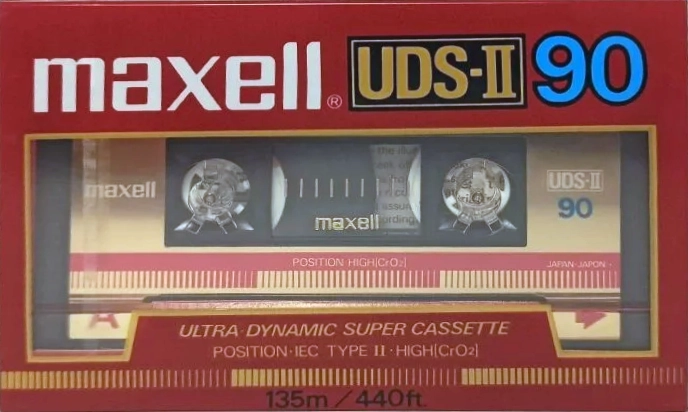 maxell® UDS-II 90
maxell
UDS-II
90
maxell
POSITION·HIGH[CrO2]
JAPAN·JAPON·
A
ULTRA·DYNAMIC SUPER CASSETTE
POSITION·IEC TYPE II·HIGH[CrO2]
135m／440ft.